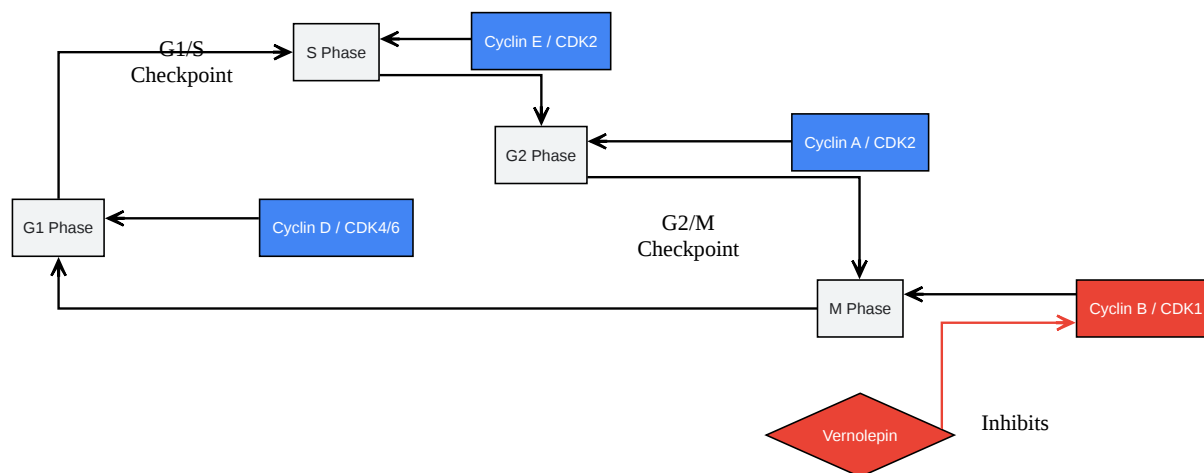 G1/S
Checkpoint
S Phase
Cyclin E / CDK2
G2 Phase
Cyclin A / CDK2
G1 Phase
Cyclin D / CDK4/6
G2/M
Checkpoint
M Phase
Cyclin B / CDK1
Vernolepin
Inhibits